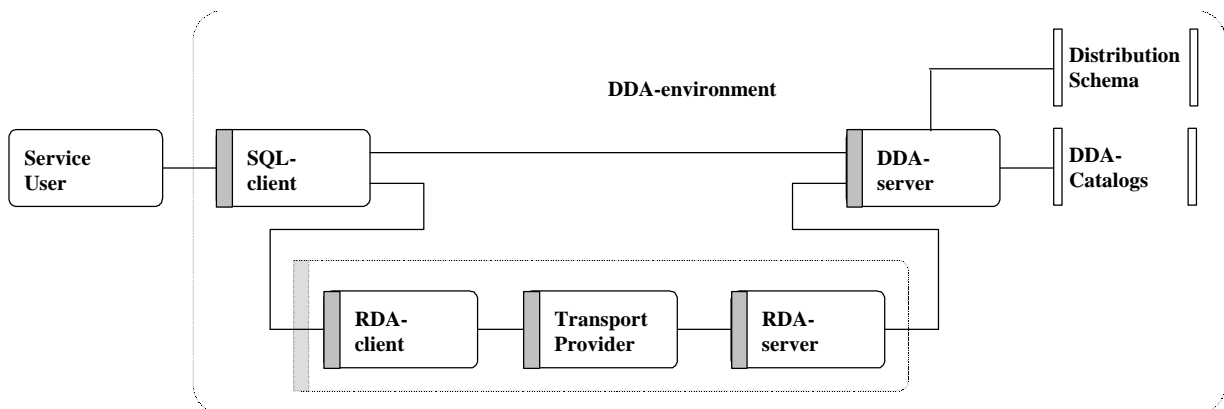 Distribution
Schema
DDA-environment
Service
User
SQL-
client
DDA-
server
DDA-
Catalogs
RDA-
client
Transport
Provider
RDA-
server